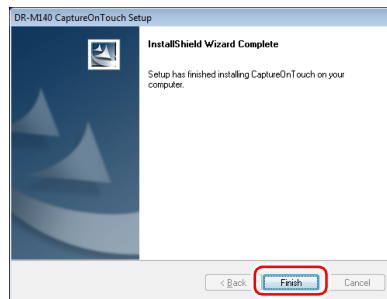 DR-M140 CaptureOnTouch Setup
InstallShield Wizard Complete
Setup has finished installing CaptureOnTouch on your
computer.
< Back
Finish
Cancel